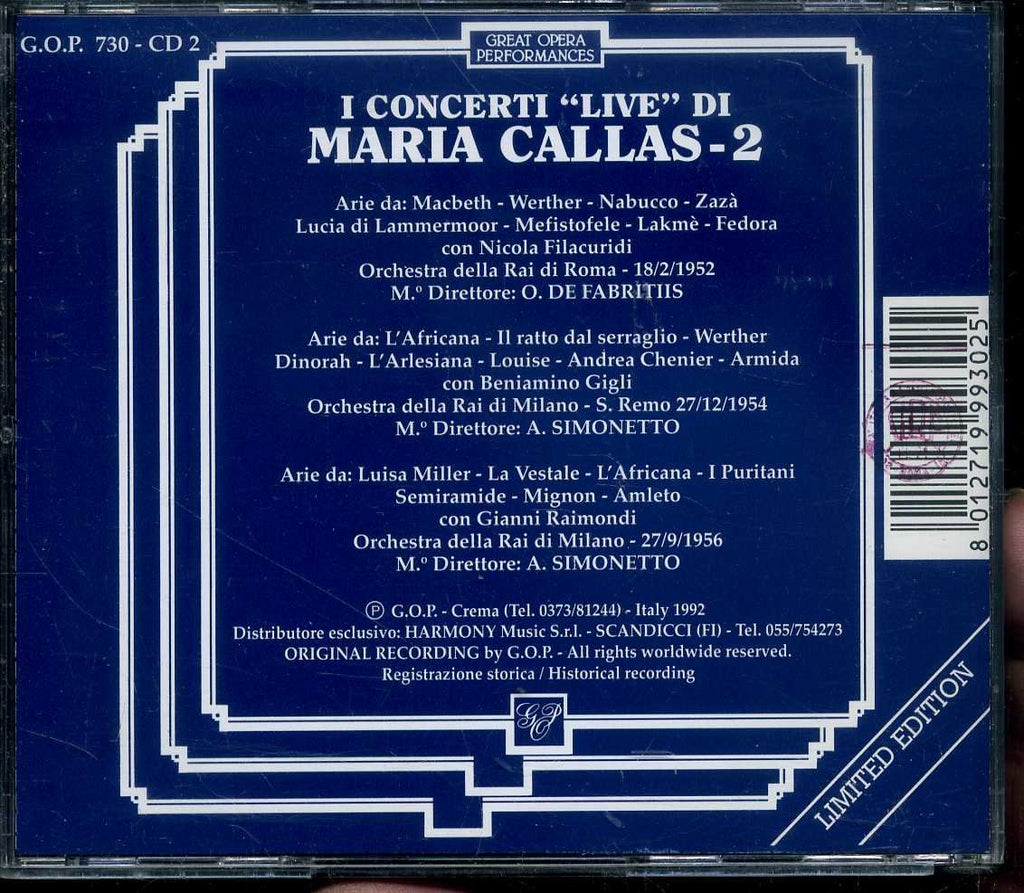 G.O.P. 730 - CD 2
GREAT OPERA
PERFORMANCES
I CONCERTI “LIVE” DI
MARIA CALLAS - 2
Arie da: Macbeth - Werther - Nabucco - Zazà
Lucia di Lammermoor - Mefistofele - Lakmè - Fedora
con Nicola Filacuridi
Orchestra della Rai di Roma - 18/2/1952
M.º Direttore: O. DE FABRITIIS
Arie da: L'Africana - Il ratto dal serraglio - Werther
Dinorah - L'Arlesiana - Louise - Andrea Chenier - Armida
con Beniamino Gigli
Orchestra della Rai di Milano - S. Remo 27/12/1954
M.º Direttore: A. SIMONETTO
Arie da: Luisa Miller - La Vestale - L'Africana - I Puritani
Semiramide - Mignon - Amleto
con Gianni Raimondi
Orchestra della Rai di Milano - 27/9/1956
M.º Direttore: A. SIMONETTO
Ⓟ G.O.P. - Crema (Tel. 0373/81244) - Italy 1992
Distributore esclusivo: HARMONY Music S.r.l. - SCANDICCI (FI) - Tel. 055/754273
ORIGINAL RECORDING by G.O.P. - All rights worldwide reserved.
Registrazione storica / Historical recording
GOP
LIMITED EDITION
8 012719 993025